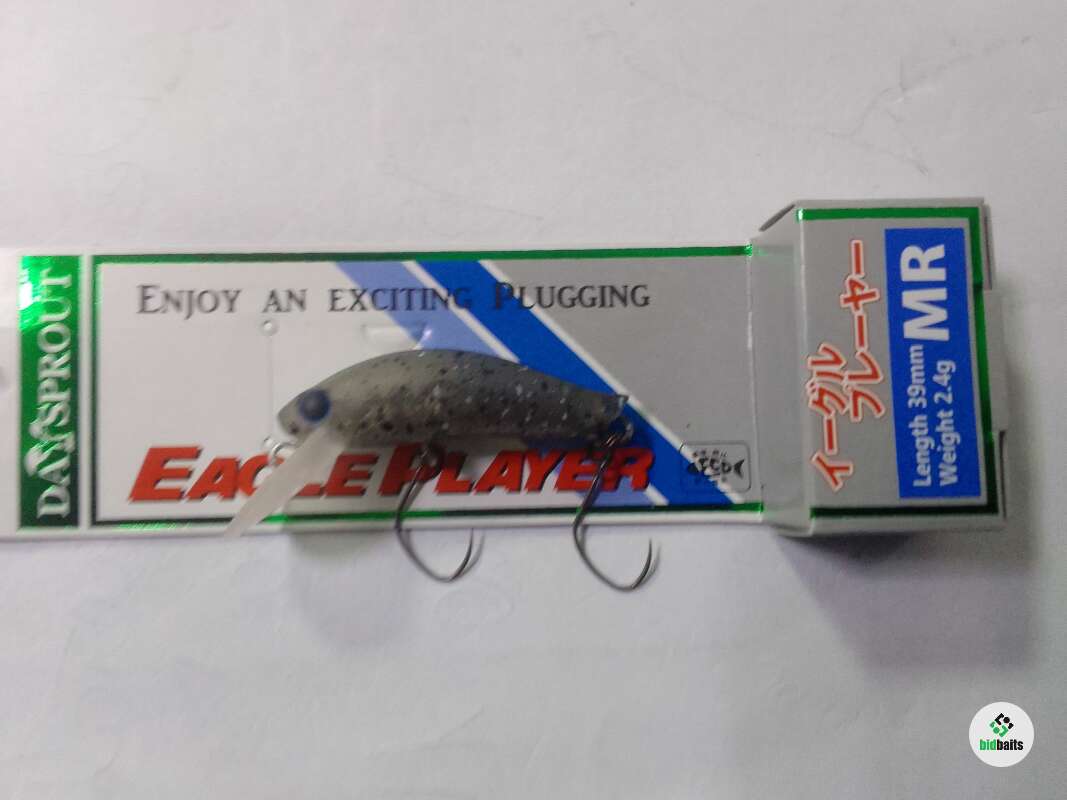 DAYSPROUT
ENJOY AN EXCITING PLUGGING
EAGLE PLAYER
イーグル
プレーヤー
MR
Length 39mm
Weight 2.4g
bidbaits